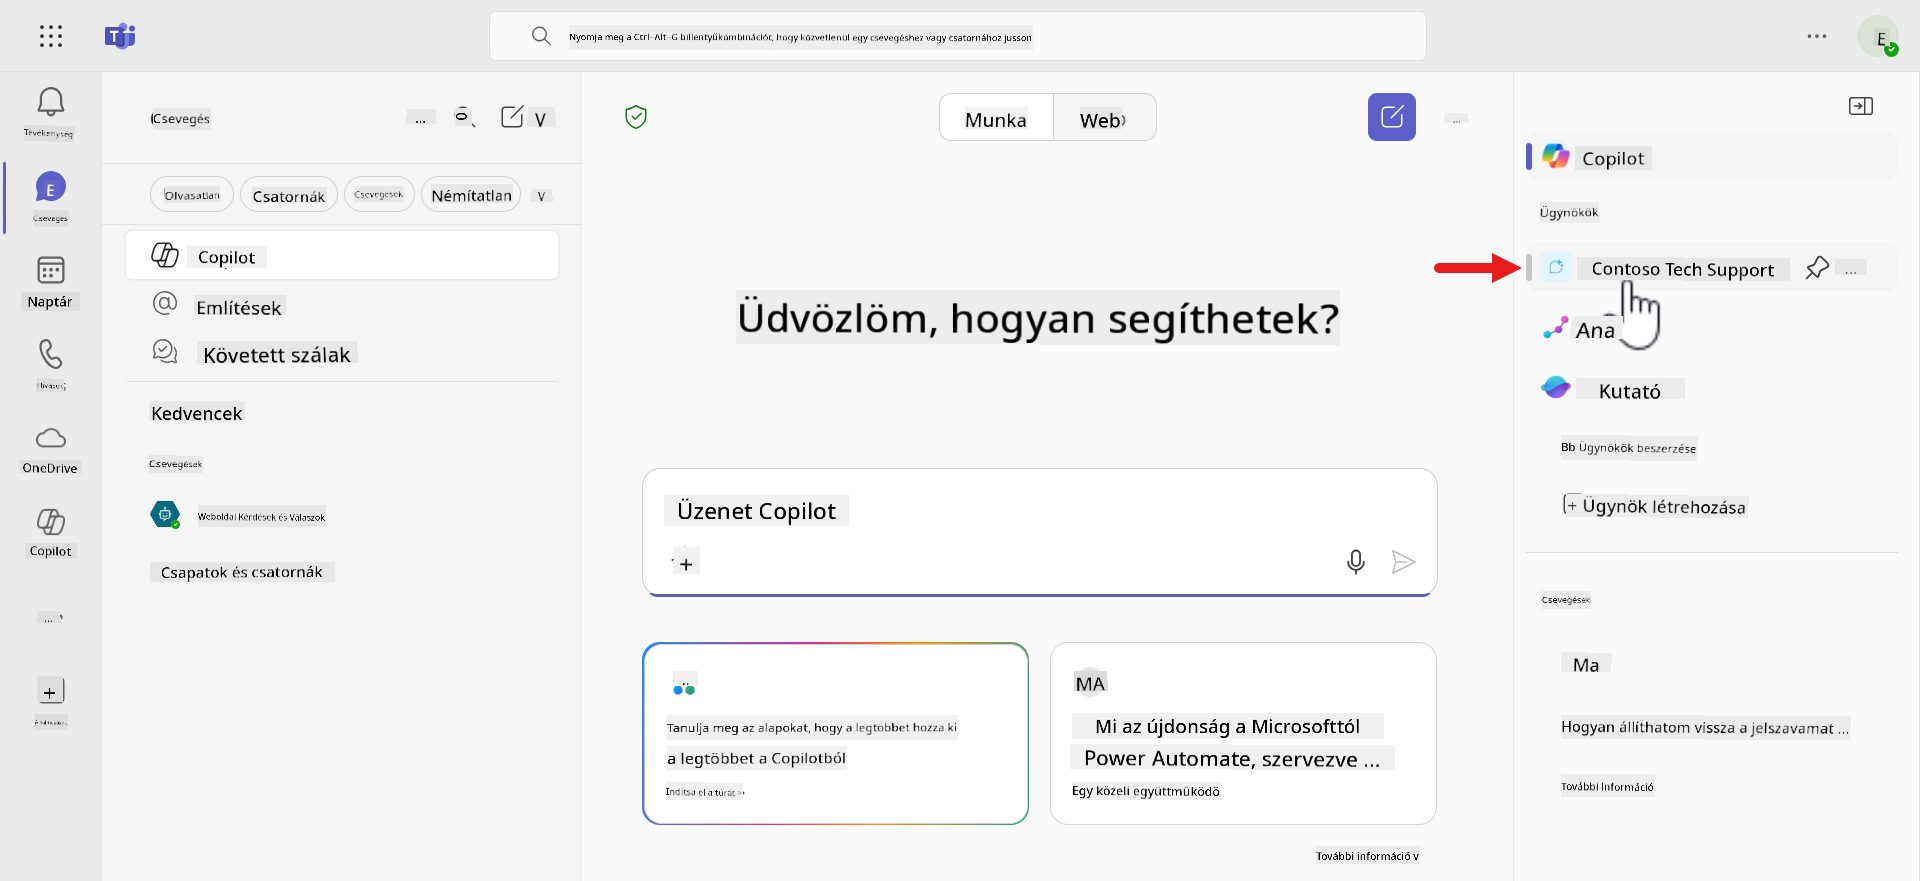 Nyomja meg a Ctrl-Alt-G billentyűkombinációt, hogy közvetlenül egy csevegéshez vagy csatornához jusson
E
Tevékenység
E
Csevegés
Naptár
OneDrive
Copilot
...
+
Csevegés
...
V
Olvasatlan
Csatornák
Csevegések
Némítatlan
V
Copilot
Említések
Követett szálak
Kedvencek
Csevegések
Weboldal Kérdések és Válaszok
Csapatok és csatornák
Munka
Web
...
Üdvözlöm, hogyan segíthetek?
Üzenet Copilot
+
Tanulja meg az alapokat, hogy a legtöbbet hozza ki
a legtöbbet a Copilotból
Indítsa el a túrát
MA
Mi az újdonság a Microsofttól
Power Automate, szervezve ...
Egy közeli együttműködő
További információ v
Copilot
Ügynökök
Contoso Tech Support
...
Ana
Kutató
Bb Ügynökök beszerzése
+ Ügynök létrehozása
Csevegések
Ma
Hogyan állíthatom vissza a jelszavamat ...
További Információ